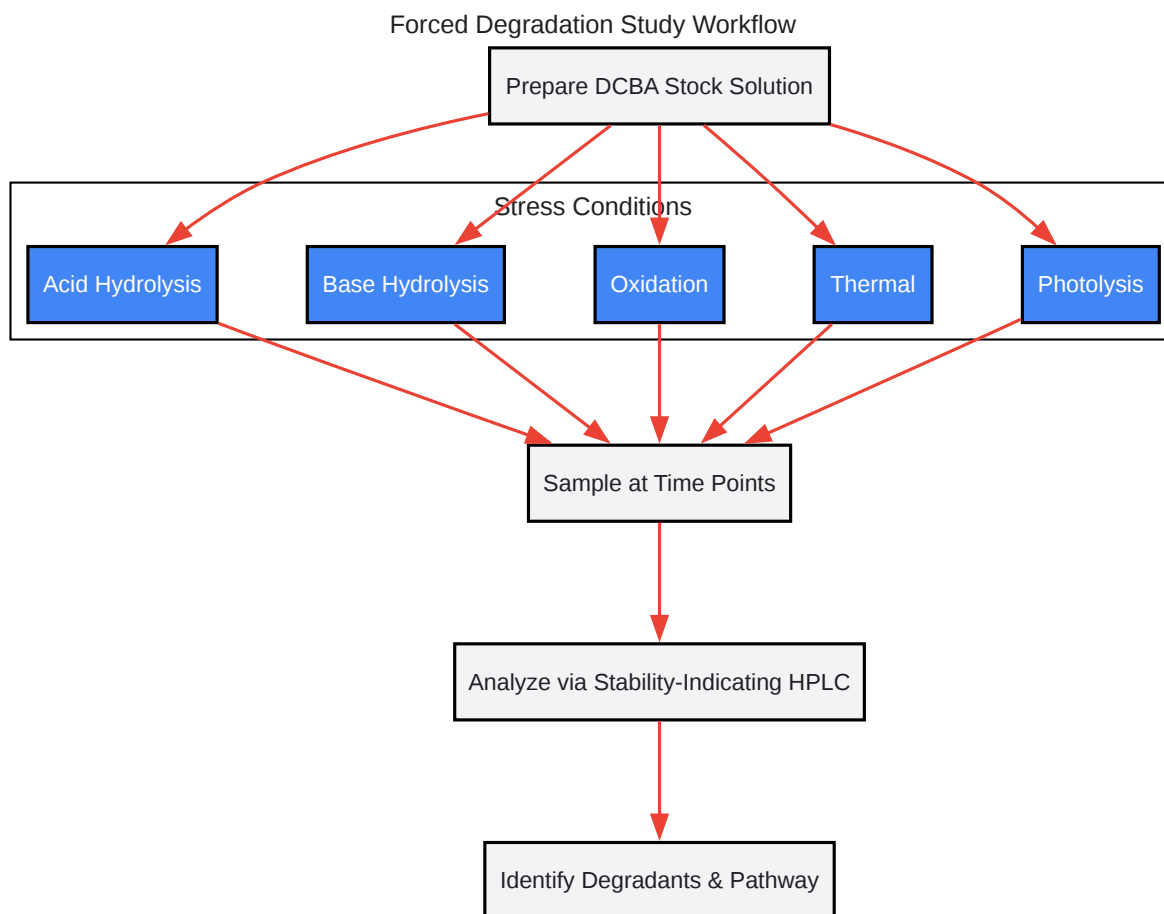 Forced Degradation Study Workflow
Prepare DCBA Stock Solution
Stress Conditions
Acid Hydrolysis
Base Hydrolysis
Oxidation
Thermal
Photolysis
Sample at Time Points
Analyze via Stability-Indicating HPLC
Identify Degradants & Pathway